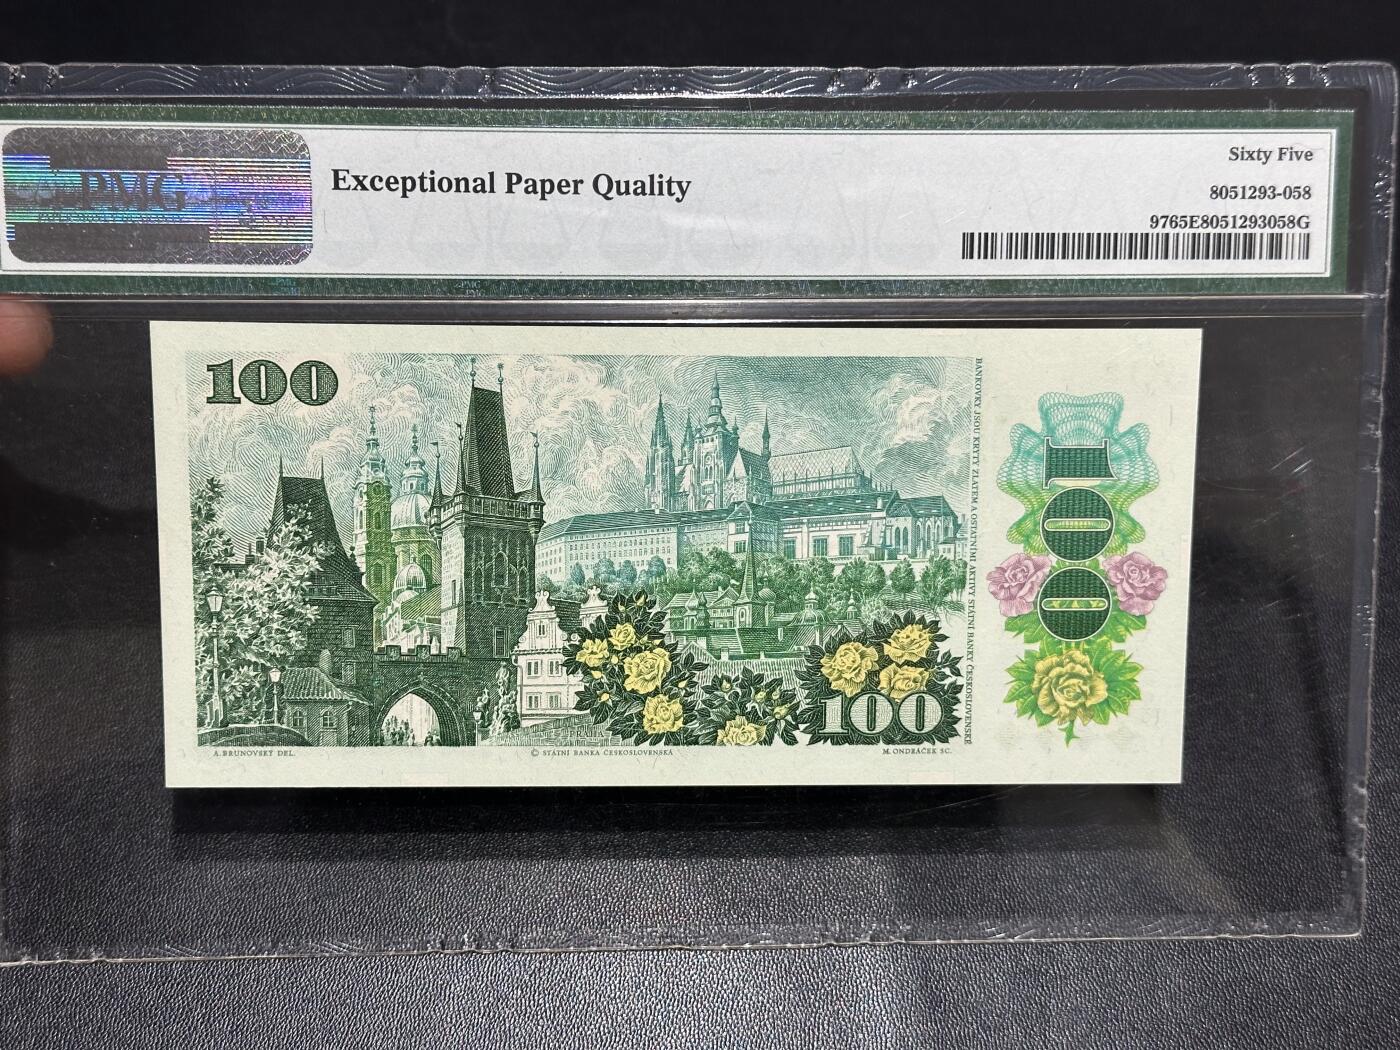 PMG
Exceptional Paper Quality
Sixty Five
8051293-058
9765E8051293058G
100
BANKOVKY JSOU KRYTY ZLATEM A OSTATNÍMI AKTIVY STÁTNÍ BANKY ČESKOSLOVENSKÉ
100
100
A. BRUNOVSKÝ DEL.
© STÁTNÍ BANKA ČESKOSLOVENSKÁ
M. ONDRÁČEK SC.